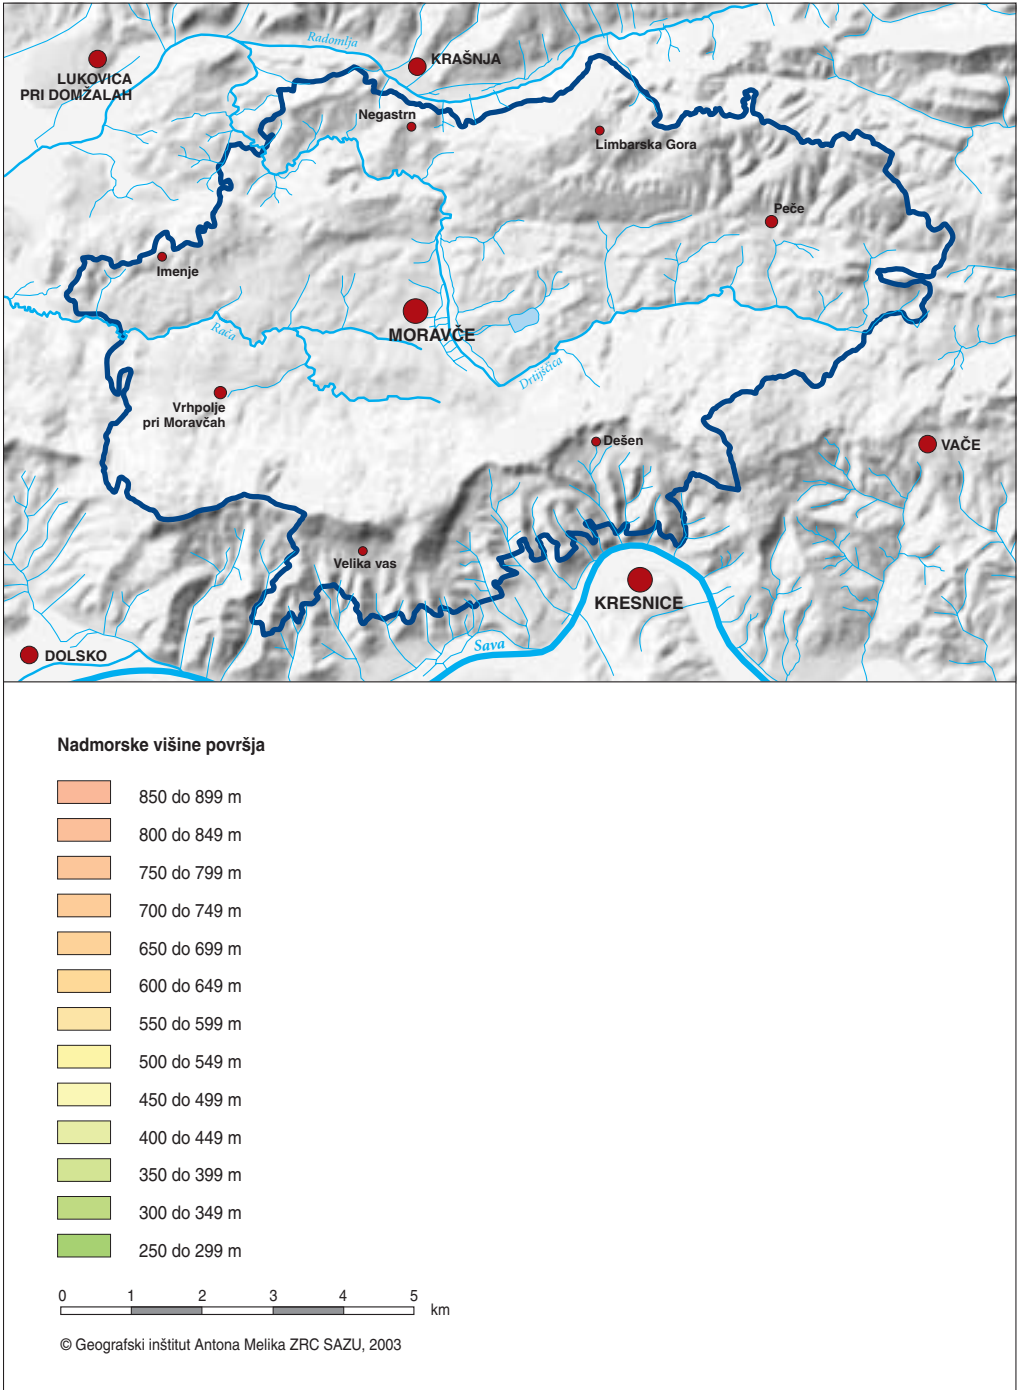 Radomlja
KRAŠNJA
LUKOVICA
PRI DOMŽALAH
Negastrn
Limbarska Gora
Peče
Imenje
MORAVČE
Rača
Drtijščica
Vrhpolje
pri Moravčah
Dešen
VAČE
Velika vas
KRESNICE
Sava
DOLSKO
Nadmorske višine površja
850 do 899 m
800 do 849 m
750 do 799 m
700 do 749 m
650 do 699 m
600 do 649 m
550 do 599 m
500 do 549 m
450 do 499 m
400 do 449 m
350 do 399 m
300 do 349 m
250 do 299 m
0 1 2 3 4 5 km
© Geografski inštitut Antona Melika ZRC SAZU, 2003